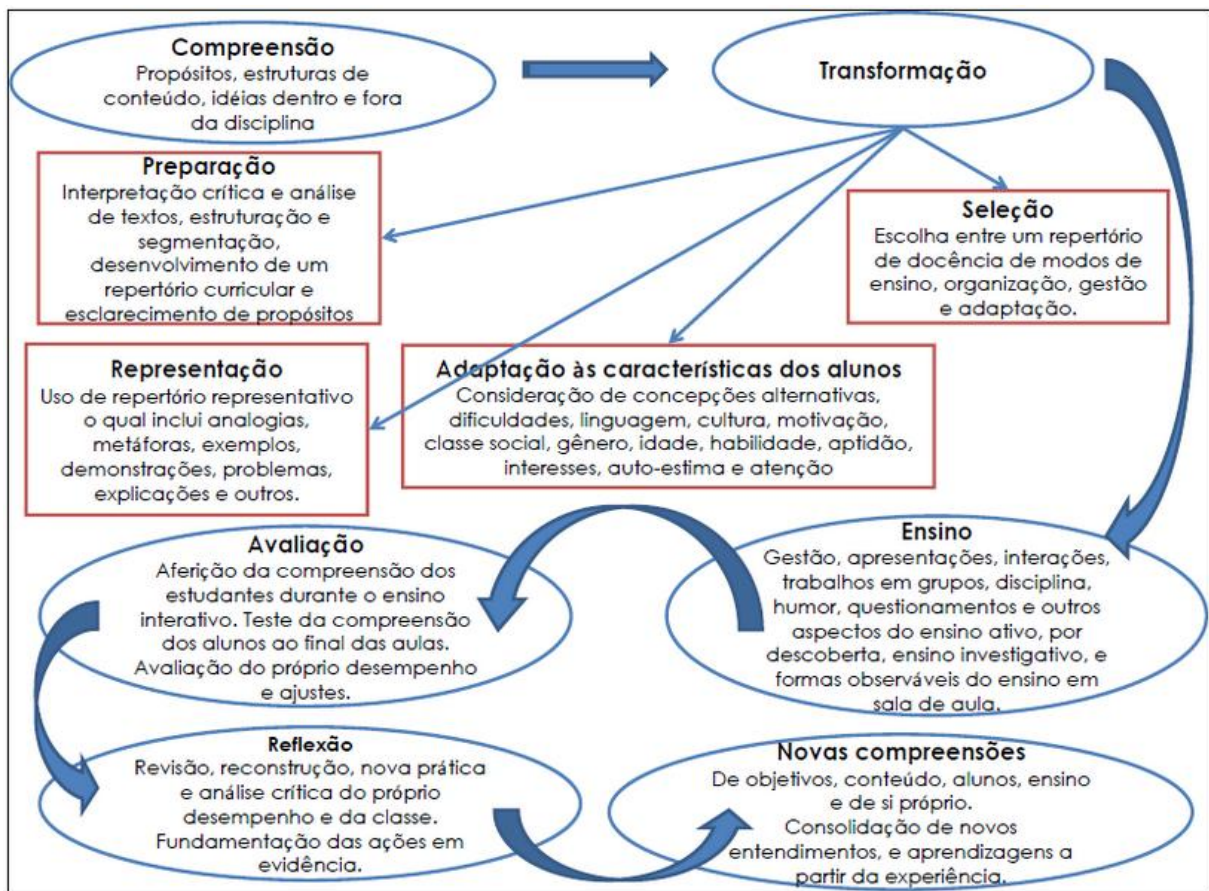 Compreensão
Propósitos, estruturas de
conteúdo, idéias dentro e fora
da disciplina
Transformação
Preparação
Interpretação crítica e análise
de textos, estruturação e
segmentação,
desenvolvimento de um
repertório curricular e
esclarecimento de propósitos
Seleção
Escolha entre um repertório
de docência de modos de
ensino, organização, gestão
e adaptação.
Representação
Uso de repertório representativo
o qual inclui analogias,
metáforas, exemplos,
demonstrações, problemas,
explicações e outros.
Adaptação às características dos alunos
Consideração de concepções alternativas,
dificuldades, linguagem, cultura, motivação,
classe social, gênero, idade, habilidade, aptidão,
interesses, auto-estima e atenção
Ensino
Gestão, apresentações, interações,
trabalhos em grupos, disciplina,
humor, questionamentos e outros
aspectos do ensino ativo, por
descoberta, ensino investigativo, e
formas observáveis do ensino em
sala de aula.
Avaliação
Aferição da compreensão dos
estudantes durante o ensino
interativo. Teste da compreensão
dos alunos ao final das aulas.
Avaliação do próprio desempenho
e ajustes.
Reflexão
Revisão, reconstrução, nova prática
e análise crítica do próprio
desempenho e da classe.
Fundamentação das ações em
evidência.
Novas compreensões
De objetivos, conteúdo, alunos, ensino
e de si próprio.
Consolidação de novos
entendimentos, e aprendizagens a
partir da experiência.